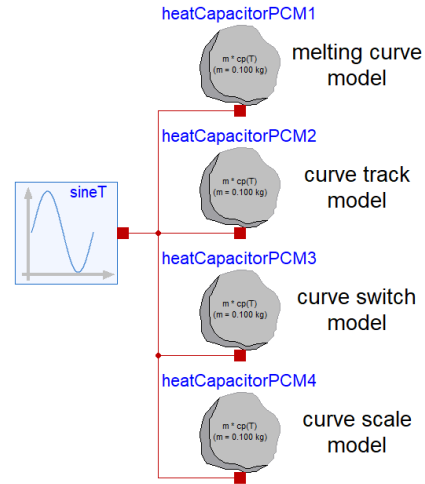 heatCapacitorPCM1
m * cp(T)
(m = 0.100 kg)
melting curve
model
heatCapacitorPCM2
m * cp(T)
(m = 0.100 kg)
curve track
model
sineT
heatCapacitorPCM3
m * cp(T)
(m = 0.100 kg)
curve switch
model
heatCapacitorPCM4
m * cp(T)
(m = 0.100 kg)
curve scale
model